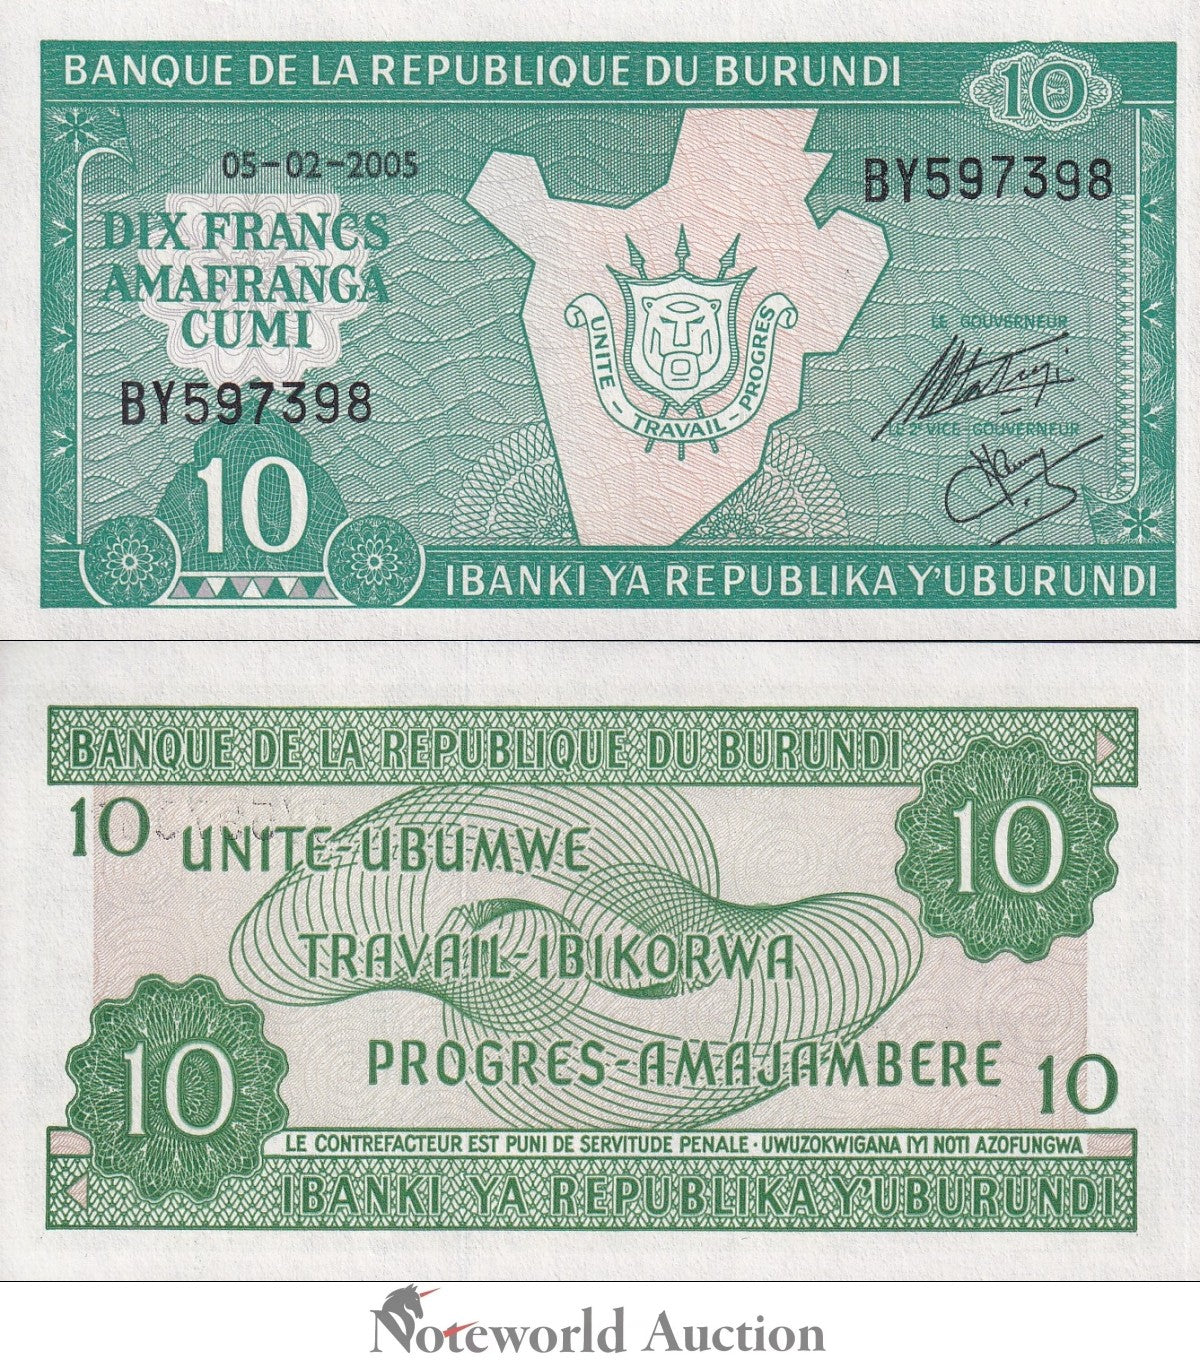 BANQUE DE LA REPUBLIQUE DU BURUNDI
10
05-02-2005
BY597398
DIX FRANCS
AMAFRANGA
CUMI
UNITE - TRAVAIL - PROGRES
LE GOUVERNEUR
BY597398
LE 2e VICE GOUVERNEUR
10
IBANKI YA REPUBLIKA Y'UBURUNDI
BANQUE DE LA REPUBLIQUE DU BURUNDI
10
10
UNITE-UBUMWE
TRAVAIL-IBIKORWA
PROGRES-AMAJAMBERE
10
10
LE CONTREFACTEUR EST PUNI DE SERVITUDE PENALE · UWUZOKWIGANA IYI NOTI AZOFUNGWA
IBANKI YA REPUBLIKA Y'UBURUNDI
Noteworld Auction